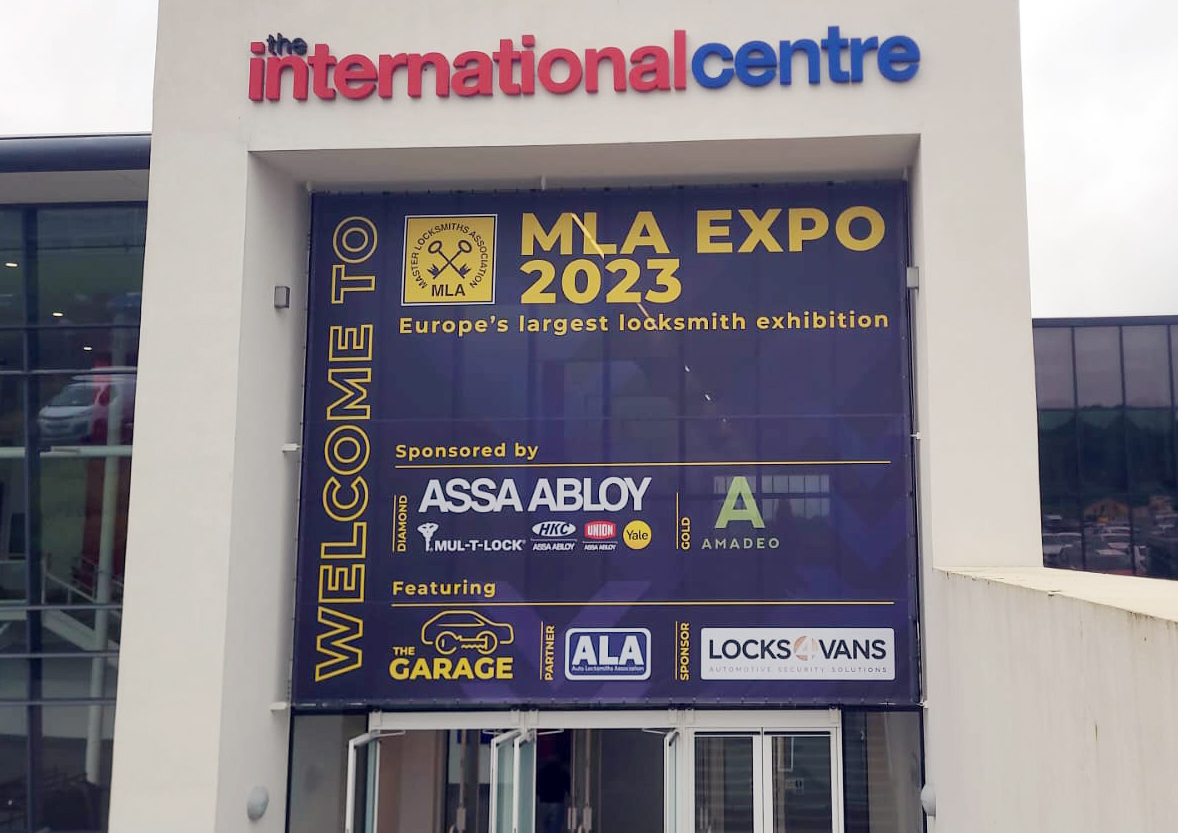 the
internationalcentre
WELCOME TO
MASTER LOCKSMITHS ASSOCIATION
MLA
MLA EXPO
2023
Europe's largest locksmith exhibition
Sponsored by
DIAMOND
ASSA ABLOY
MUL-T-LOCK
HKC
ASSA ABLOY
UNION
ASSA ABLOY
Yale
GOLD
A
AMADEO
Featuring
THE
GARAGE
PARTNER
ALA
Auto Locksmiths Association
SPONSOR
LOCKS4VANS
AUTOMOTIVE SECURITY SOLUTIONS